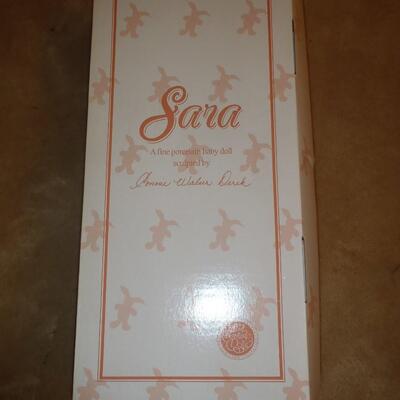 Sara
A fine porcelain baby doll
sculpted by
Connie Walser Derek